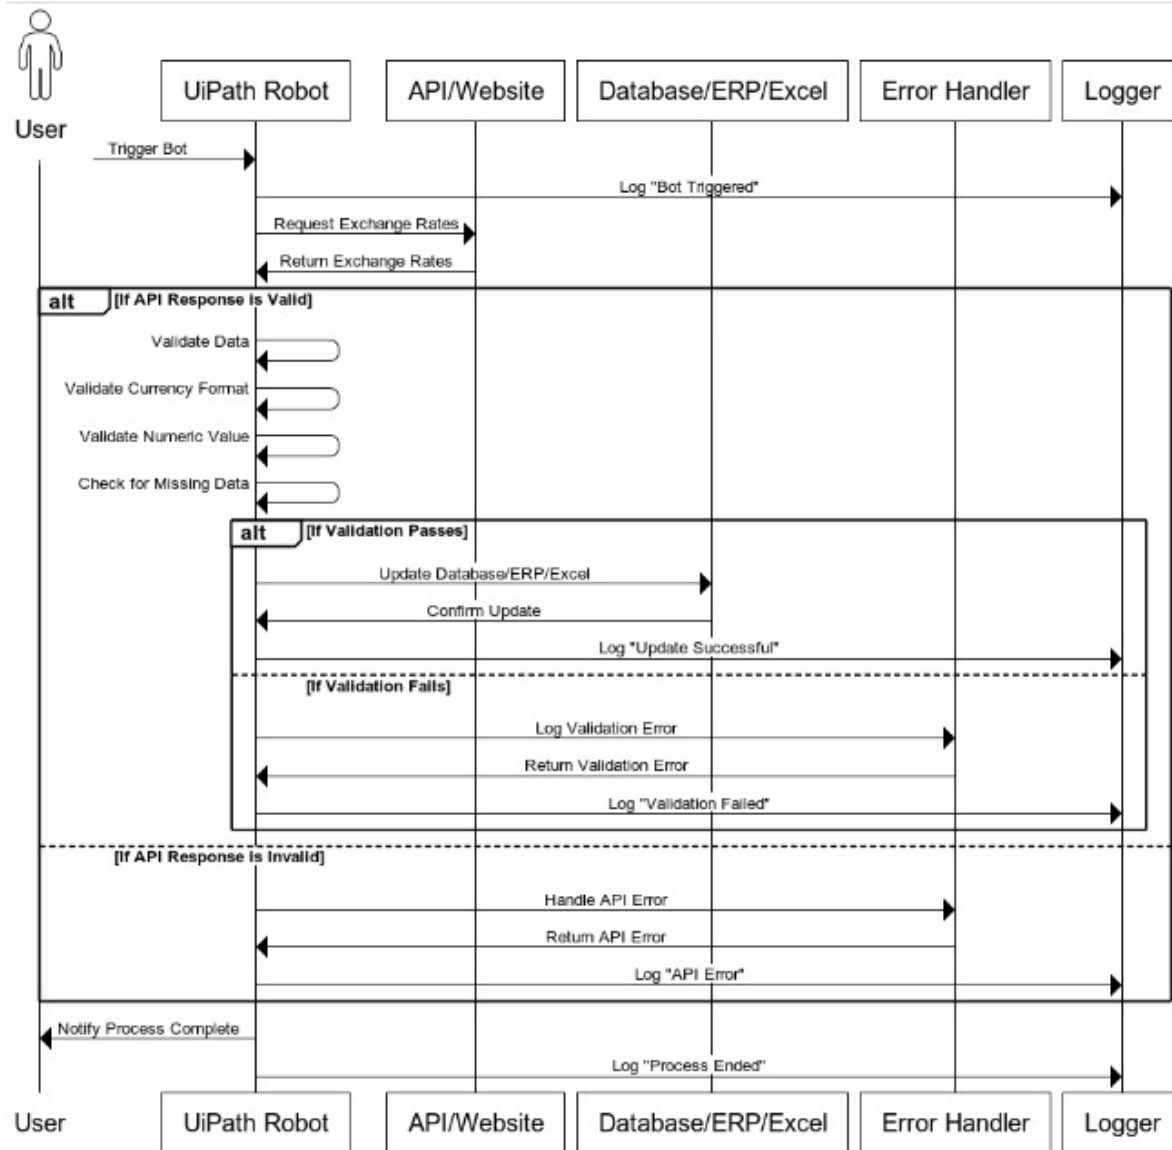 UiPath Robot API/Website Database/ERP/Excel Error Handler Logger
User
Trigger Bot
Log "Bot Triggered"
Request Exchange Rates
Return Exchange Rates
alt [If API Response is Valid]
Validate Data
Validate Currency Format
Validate Numeric Value
Check for Missing Data
alt [If Validation Passes]
Update Database/ERP/Excel
Confirm Update
Log "Update Successful"
[If Validation Fails]
Log Validation Error
Return Validation Error
Log "Validation Failed"
[If API Response is Invalid]
Handle API Error
Return API Error
Log "API Error"
Notify Process Complete
Log "Process Ended"
User UiPath Robot API/Website Database/ERP/Excel Error Handler Logger